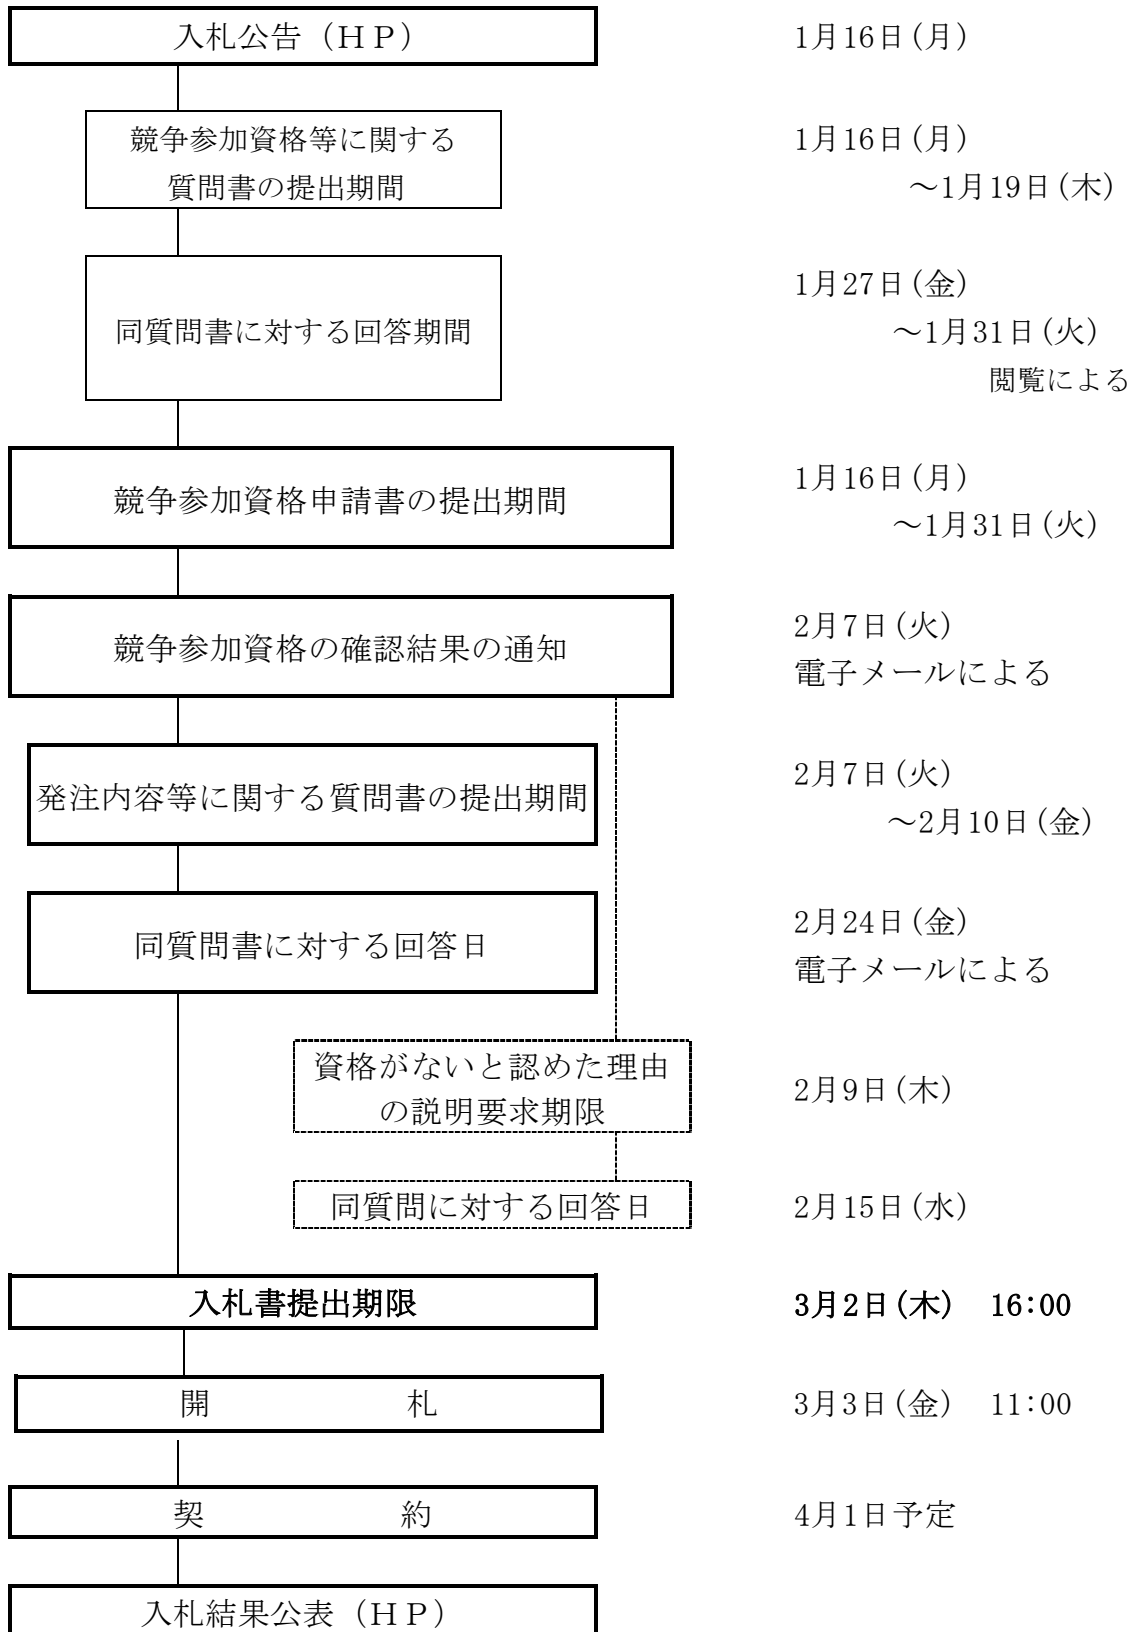 入札公告（ＨＰ）
1月16日(月)
競争参加資格等に関する
質問書の提出期間
1月16日(月)
～1月19日(木)
同質問書に対する回答期間
1月27日(金)
～1月31日(火)
閲覧による
競争参加資格申請書の提出期間
1月16日(月)
～1月31日(火)
競争参加資格の確認結果の通知
2月7日(火)
電子メールによる
発注内容等に関する質問書の提出期間
2月7日(火)
～2月10日(金)
同質問書に対する回答日
2月24日(金)
電子メールによる
資格がないと認めた理由
の説明要求期限
2月9日(木)
同質問に対する回答日
2月15日(水)
入札書提出期限
3月2日(木)　16:00
開　　　　　　札
3月3日(金)　11:00
契　　　　　　約
4月1日予定
入札結果公表（ＨＰ）